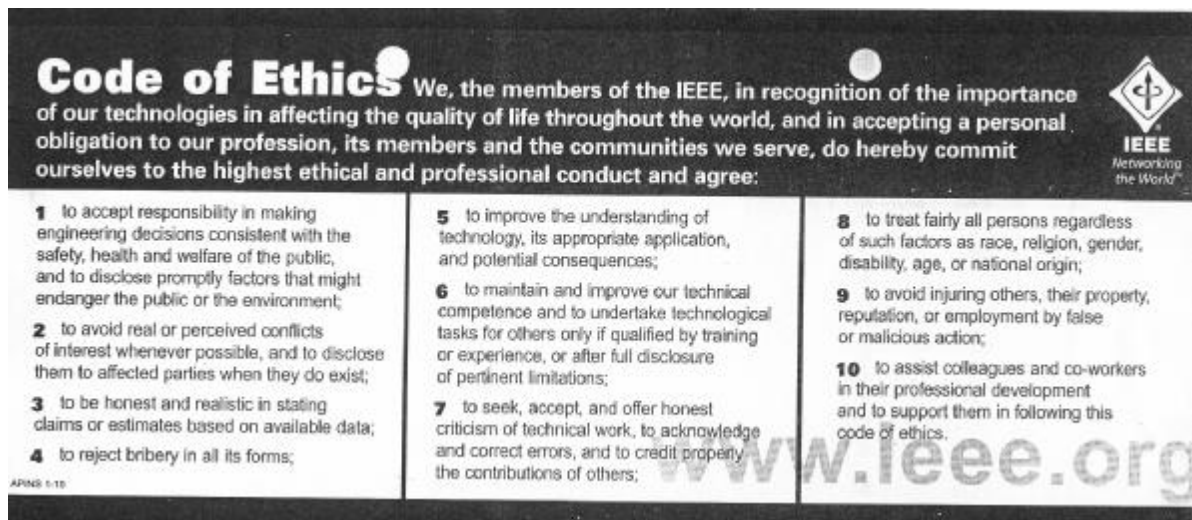 Code of Ethics We, the members of the IEEE, in recognition of the importance
of our technologies in affecting the quality of life throughout the world, and in accepting a personal
obligation to our profession, its members and the communities we serve, do hereby commit
ourselves to the highest ethical and professional conduct and agree:
IEEE
Networking
the World™
1 to accept responsibility in making
engineering decisions consistent with the
safety, health and welfare of the public,
and to disclose promptly factors that might
endanger the public or the environment;
2 to avoid real or perceived conflicts
of interest whenever possible, and to disclose
them to affected parties when they do exist;
3 to be honest and realistic in stating
claims or estimates based on available data;
4 to reject bribery in all its forms;
5 to improve the understanding of
technology, its appropriate application,
and potential consequences;
6 to maintain and improve our technical
competence and to undertake technological
tasks for others only if qualified by training
or experience, or after full disclosure
of pertinent limitations;
7 to seek, accept, and offer honest
criticism of technical work, to acknowledge
and correct errors, and to credit properly
the contributions of others;
8 to treat fairly all persons regardless
of such factors as race, religion, gender,
disability, age, or national origin;
9 to avoid injuring others, their property,
reputation, or employment by false
or malicious action;
10 to assist colleagues and co-workers
in their professional development
and to support them in following this
code of ethics.
www.ieee.org